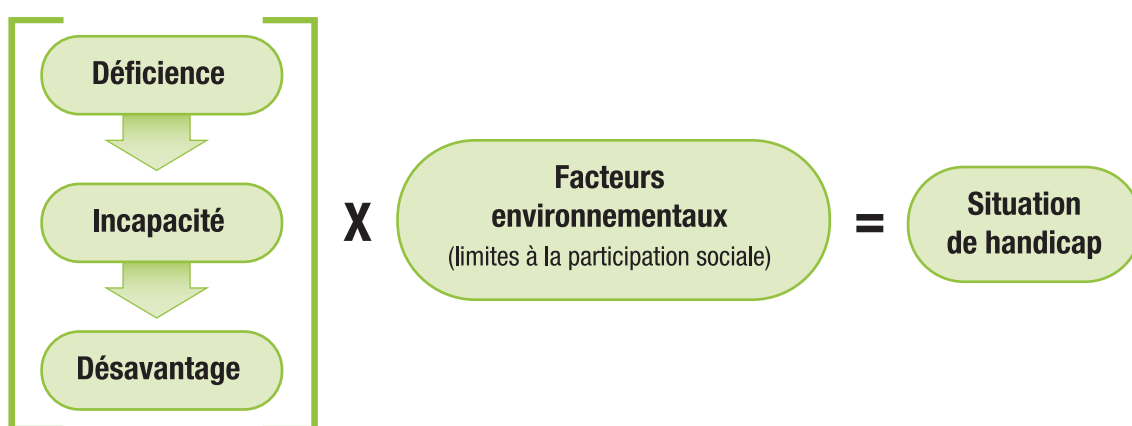 Déficience
Incapacité
Désavantage
X
Facteurs
environnementaux
(limites à la participation sociale)
=
Situation
de handicap